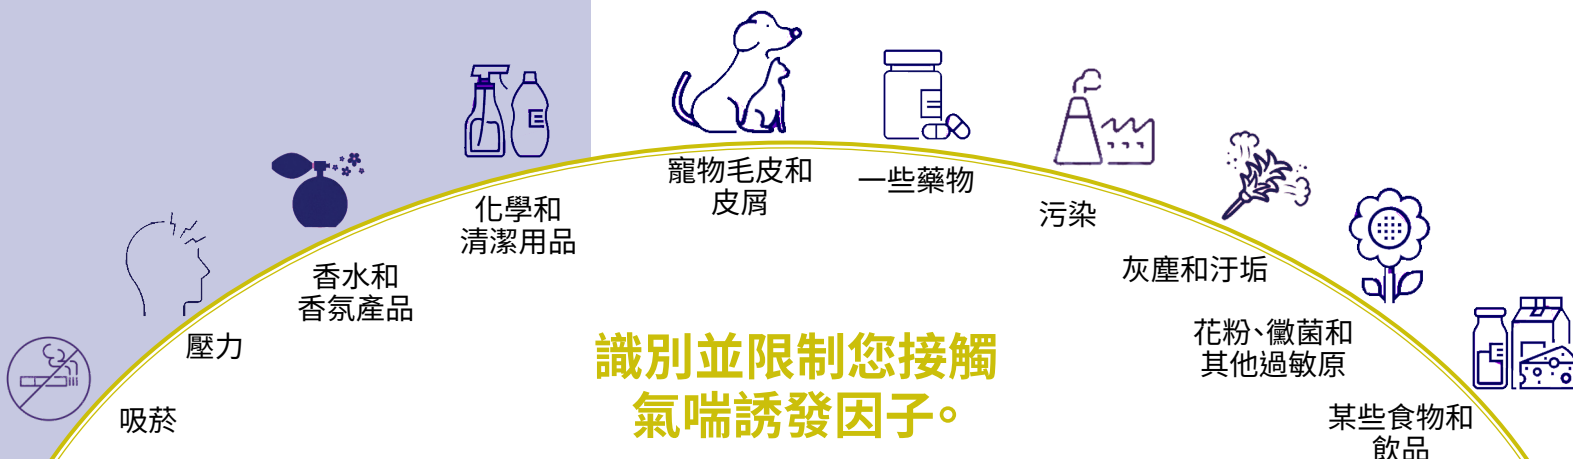 吸菸
壓力
香水和
香氛產品
化學和
清潔用品
寵物毛皮和
皮屑
一些藥物
污染
灰塵和汙垢
花粉、黴菌和
其他過敏原
某些食物和
飲品
識別並限制您接觸
氣喘誘發因子。